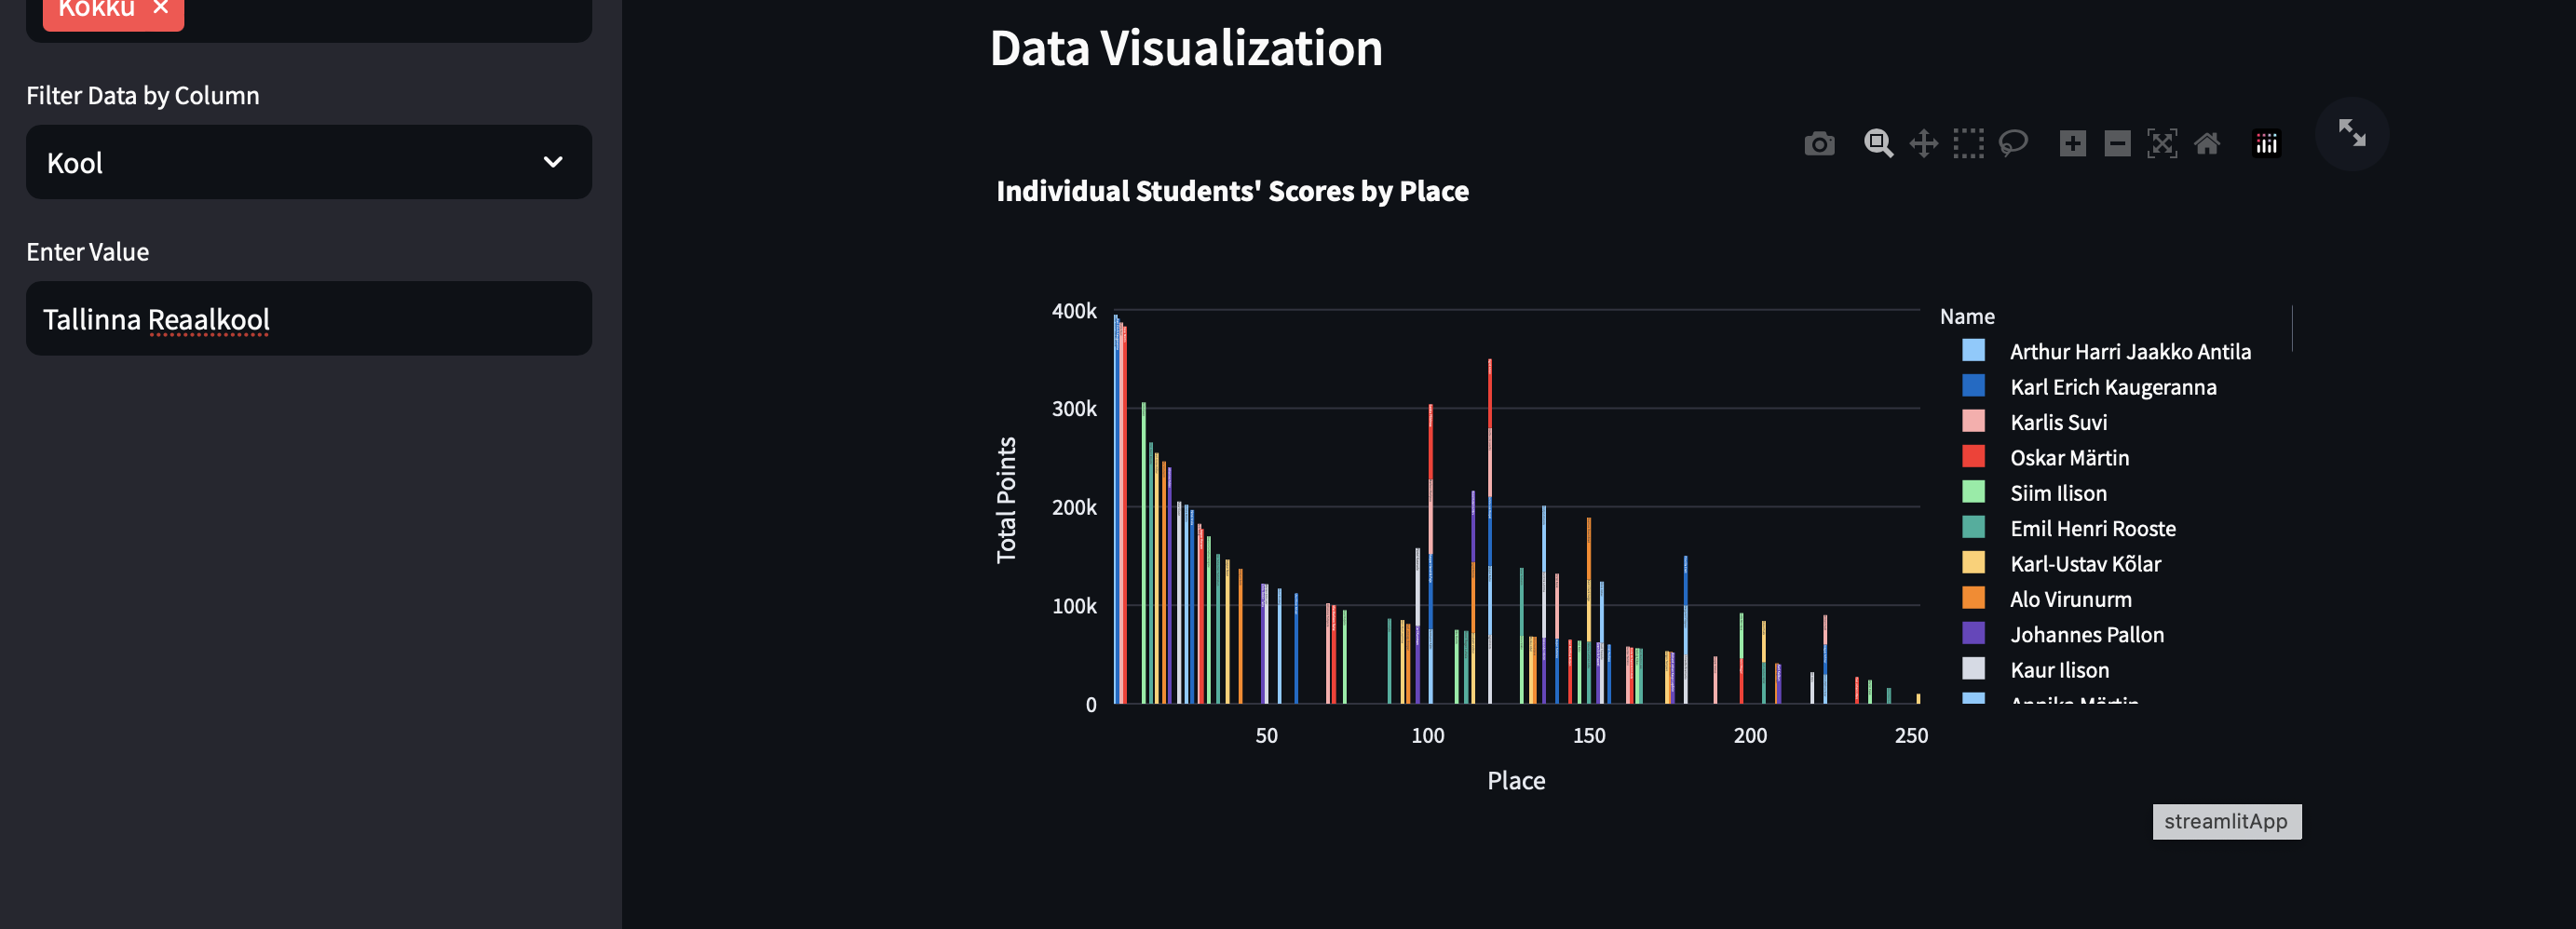 Kokku
Filter Data by Column
Kool
Enter Value
Tallinna Reaalkool
Data Visualization
Individual Students' Scores by Place
400k
300k
200k
100k
0
Total Points
50
100
150
200
250
Place
Name
Arthur Harri Jaakko Antila
Karl Erich Kaugeranna
Karlis Suvi
Oskar Märtin
Siim Ilison
Emil Henri Rooste
Karl-Ustav Kõlar
Alo Virunurm
Johannes Pallon
Kaur Ilison
Annika Märtin
streamlitApp